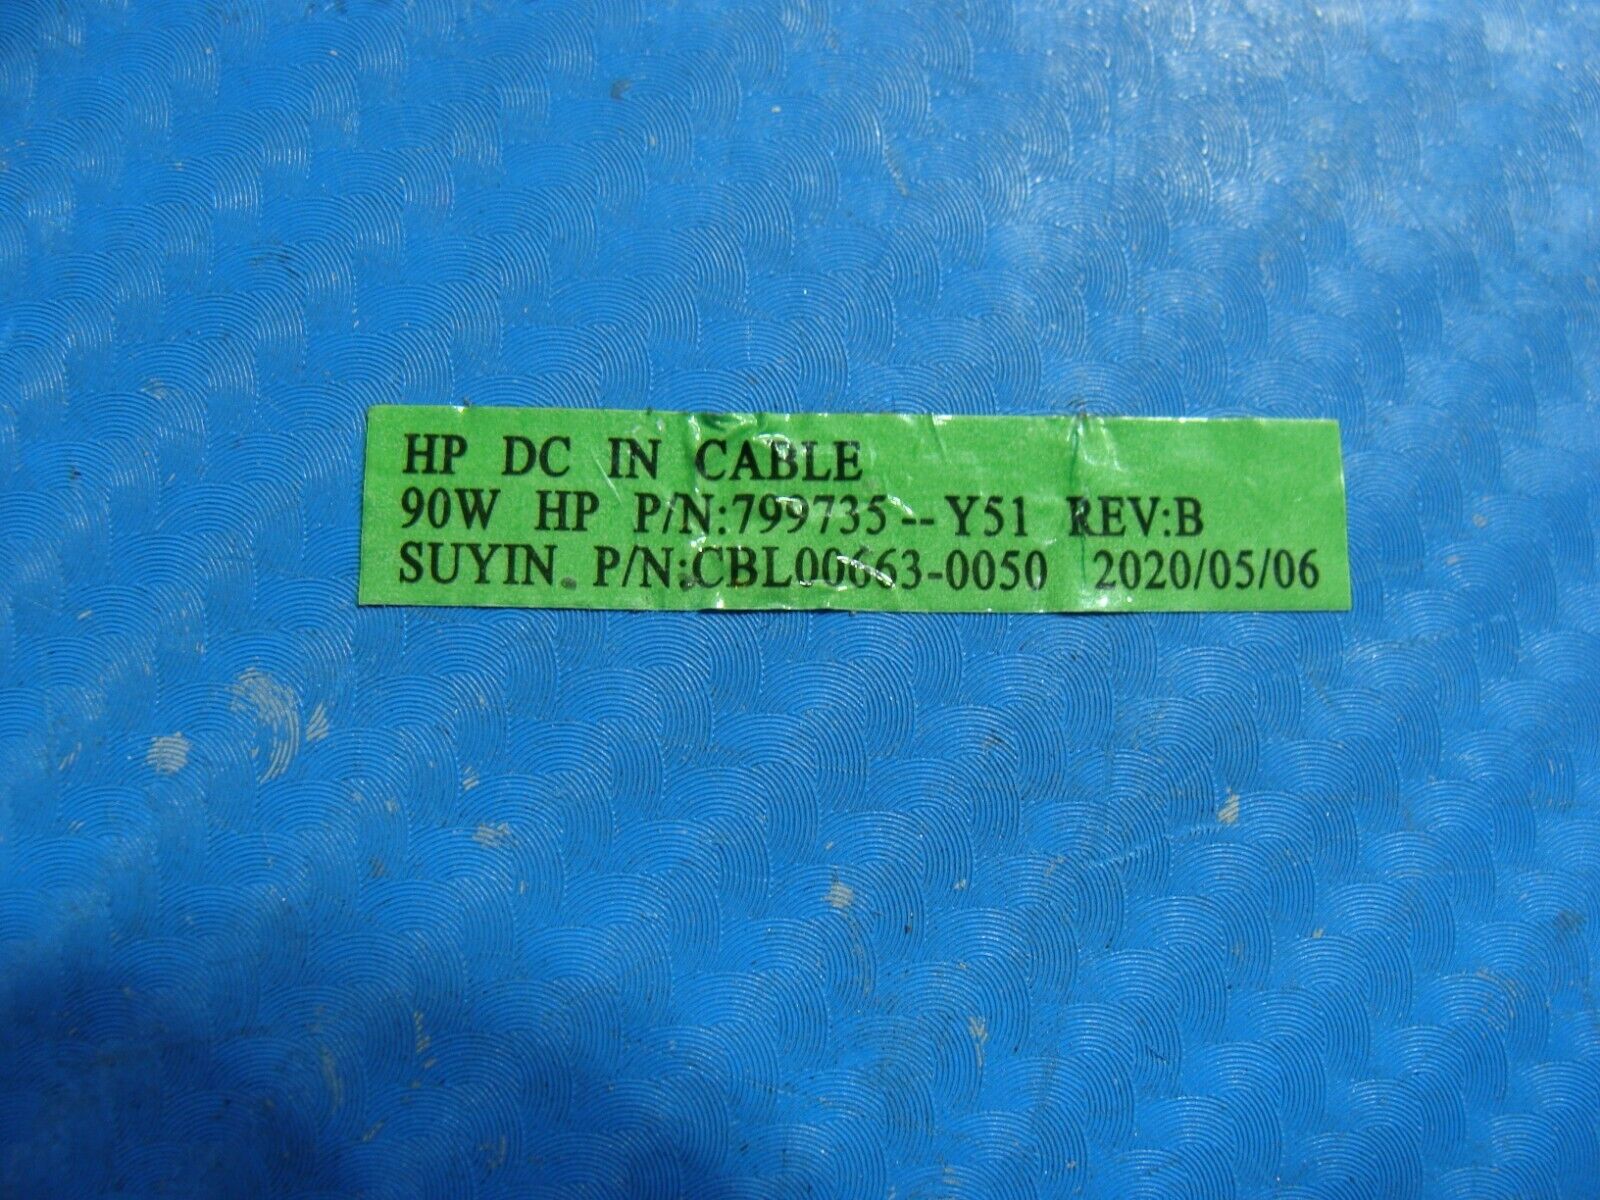 HP DC IN CABLE
90W HP P/N:799735--Y51 REV:B
SUYIN P/N:CBL00663-0050 2020/05/06